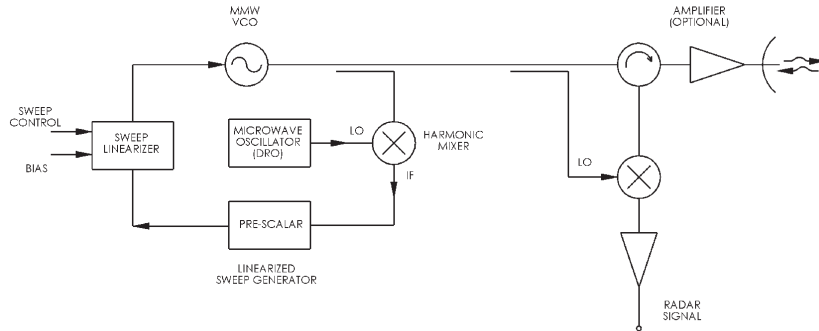 MMW
VCO
AMPLIFIER
(OPTIONAL)
SWEEP
CONTROL
BIAS
SWEEP
LINEARIZER
MICROWAVE
OSCILLATOR
(DRO)
LO
HARMONIC
MIXER
IF
LO
PRE-SCALAR
LINEARIZED
SWEEP GENERATOR
RADAR
SIGNAL